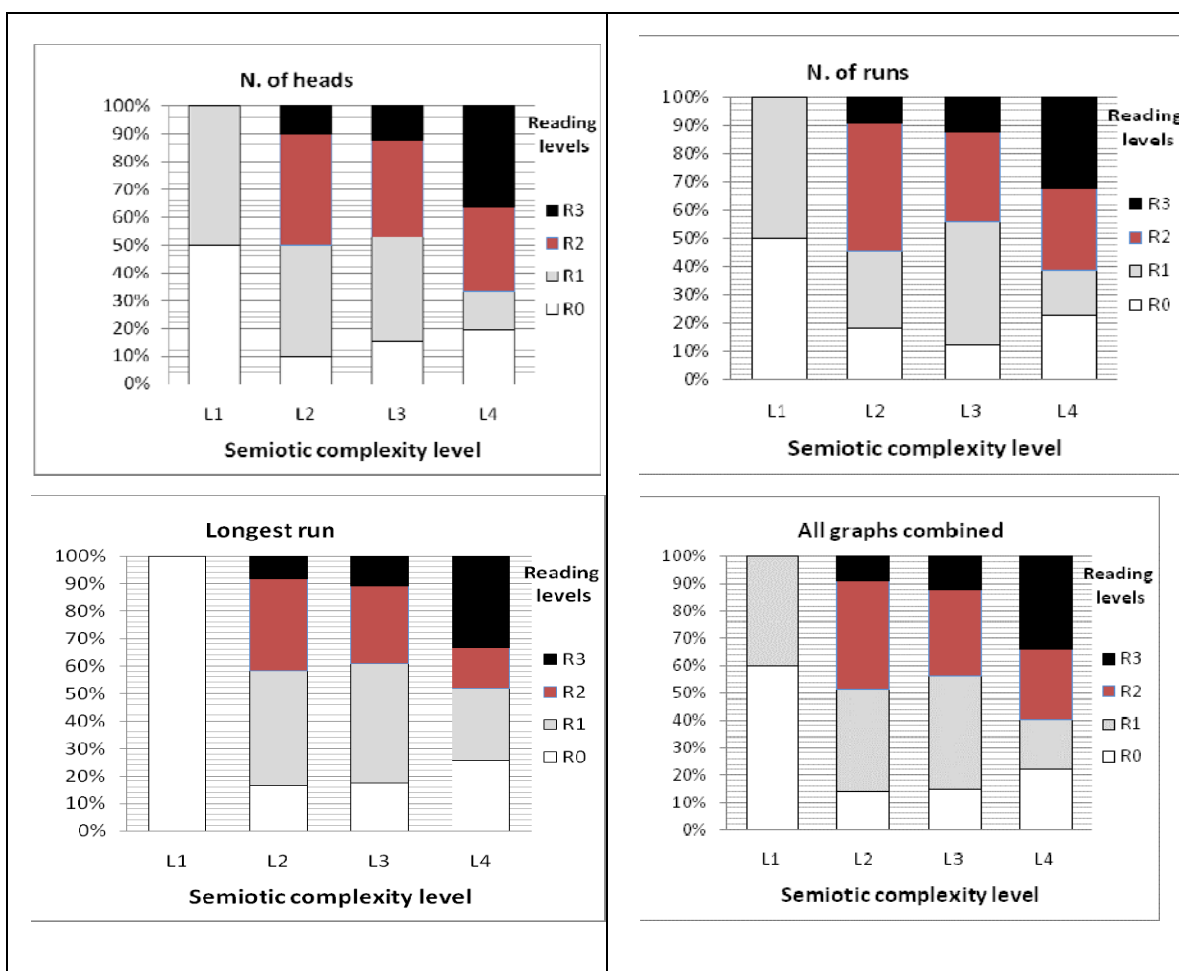 N. of heads
100%
90%
80%
70%
60%
50%
40%
30%
20%
10%
0%
Reading
levels
R3
R2
R1
R0
L1 L2 L3 L4
Semiotic complexity level
N. of runs
100%
90%
80%
70%
60%
50%
40%
30%
20%
10%
0%
Reading
levels
R3
R2
R1
R0
L1 L2 L3 L4
Semiotic complexity level
Longest run
100%
90%
80%
70%
60%
50%
40%
30%
20%
10%
0%
Reading
levels
R3
R2
R1
R0
L1 L2 L3 L4
Semiotic complexity level
All graphs combined
100%
90%
80%
70%
60%
50%
40%
30%
20%
10%
0%
Reading
levels
R3
R2
R1
R0
L1 L2 L3 L4
Semiotic complexity level